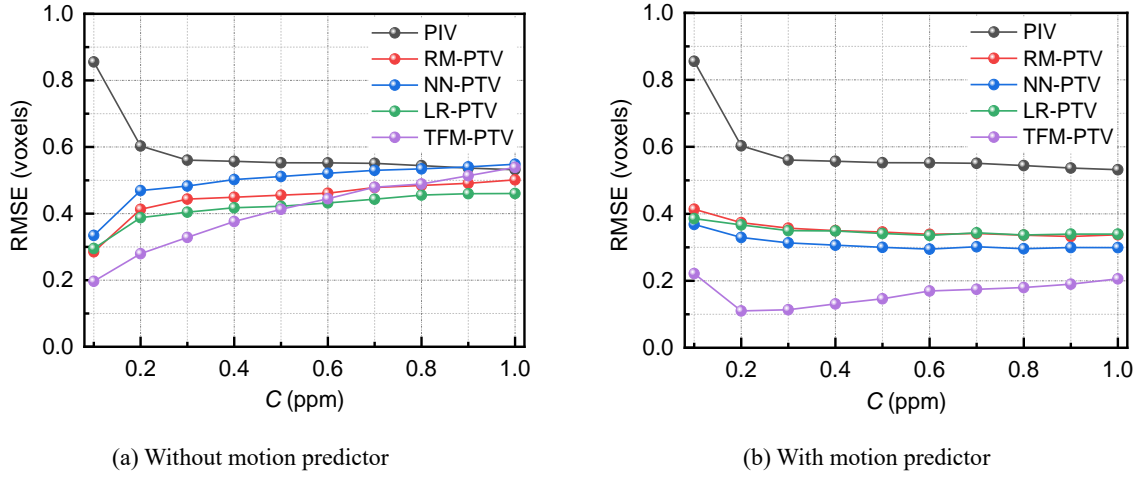 1.0
0.8
0.6
0.4
0.2
0.0
RMSE (voxels)
PIV
RM-PTV
NN-PTV
LR-PTV
TFM-PTV
0.2 0.4 0.6 0.8 1.0
C (ppm)
(a) Without motion predictor
1.0
0.8
0.6
0.4
0.2
0.0
RMSE (voxels)
PIV
RM-PTV
NN-PTV
LR-PTV
TFM-PTV
0.2 0.4 0.6 0.8 1.0
C (ppm)
(b) With motion predictor